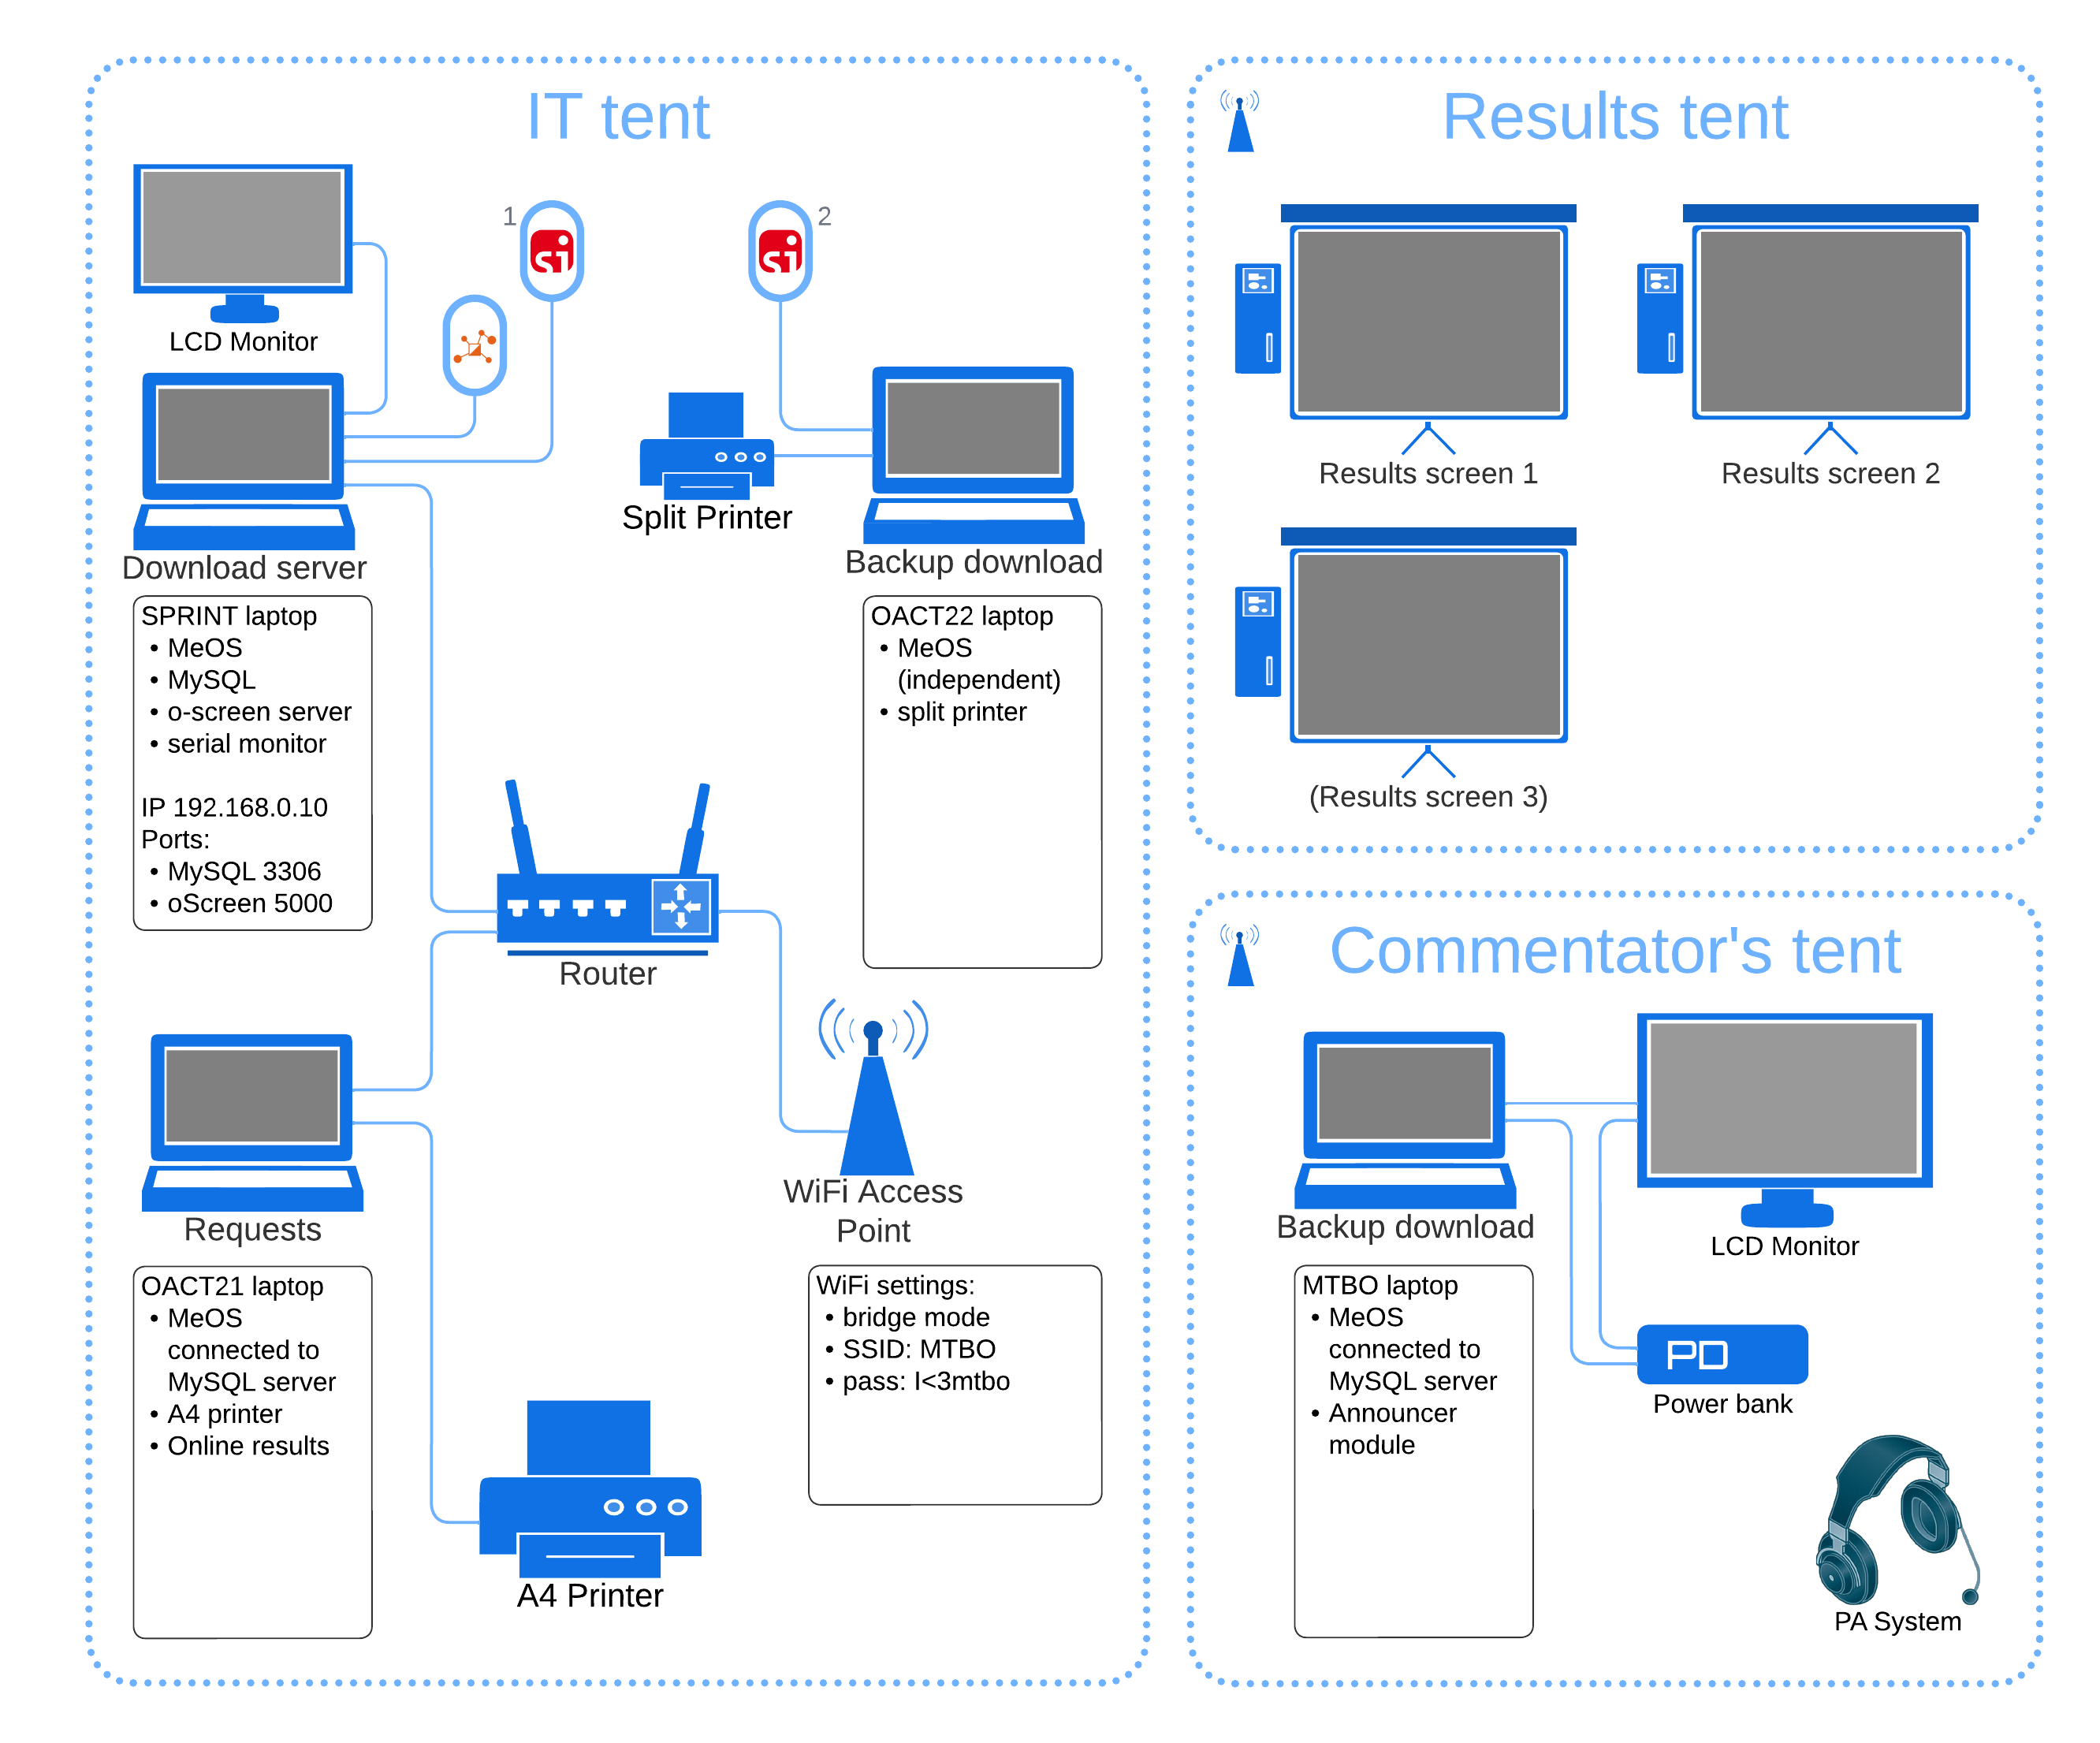 IT tent
1
si
si
2
LCD Monitor
Split Printer
Download server
Backup download
SPRINT laptop
• MeOS
• MySQL
• o-screen server
• serial monitor
IP 192.168.0.10
Ports:
• MySQL 3306
• oScreen 5000
OACT22 laptop
• MeOS
(independent)
• split printer
Router
WiFi Access
Point
Requests
OACT21 laptop
• MeOS
connected to
MySQL server
• A4 printer
• Online results
WiFi settings:
• bridge mode
• SSID: MTBO
• pass: I<3mtbo
A4 Printer
Results tent
Results screen 1
Results screen 2
(Results screen 3)
Commentator's tent
Backup download
LCD Monitor
MTBO laptop
• MeOS
connected to
MySQL server
• Announcer
module
PD
Power bank
PA System